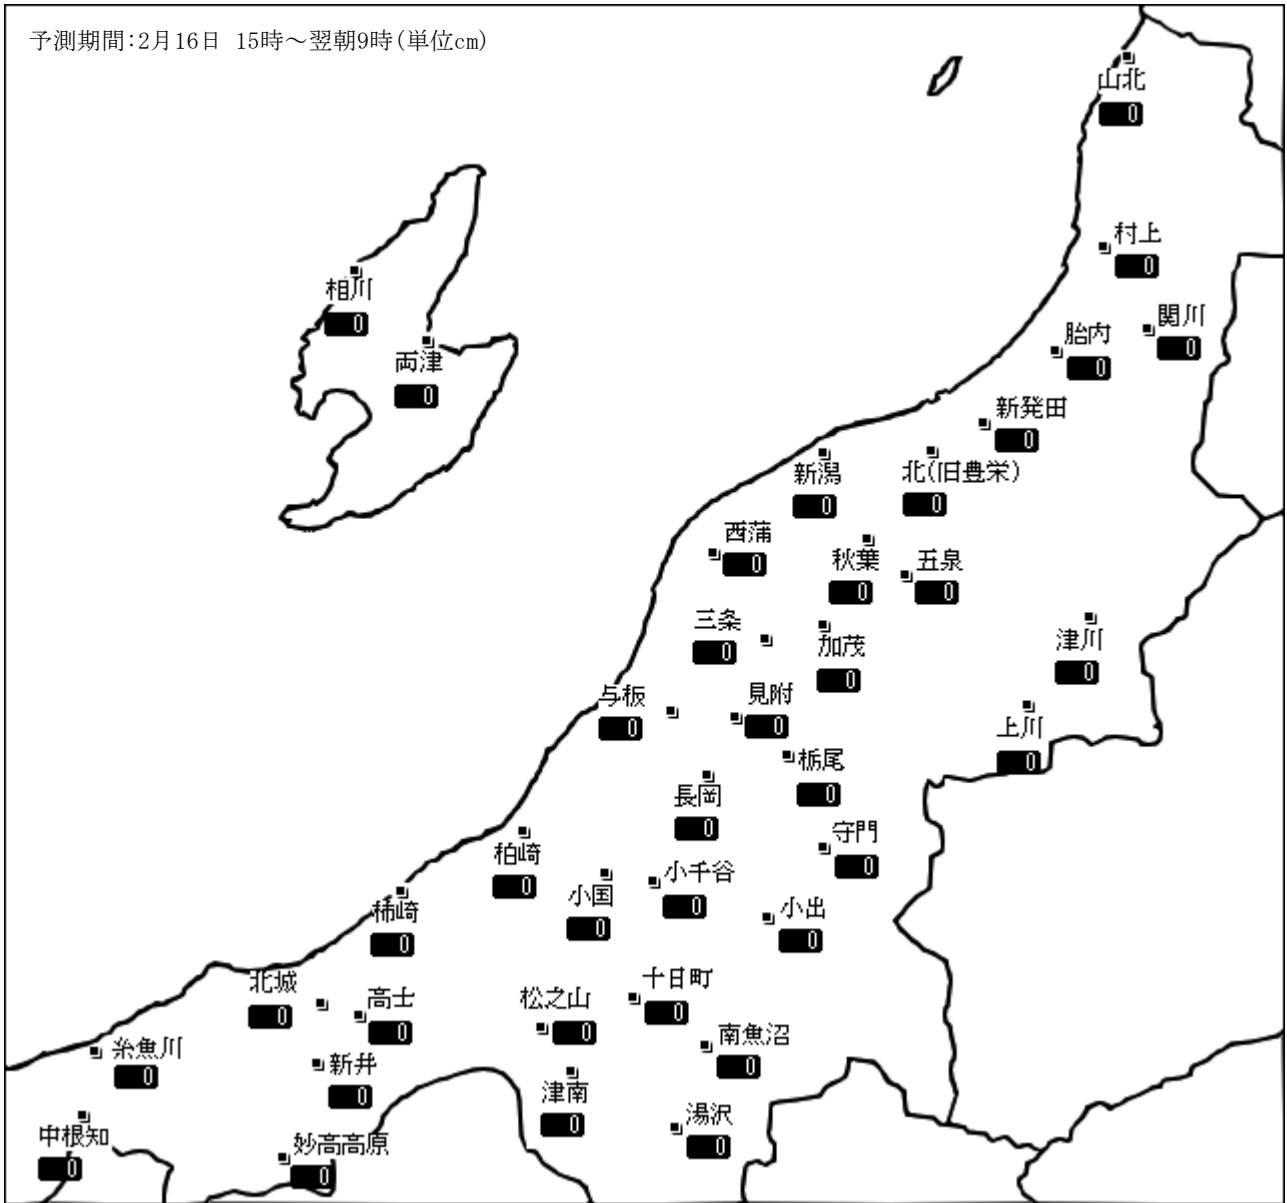 予測期間:2月16日 15時～翌朝9時(単位cm)
山北
0
村上
0
相川
0
関川
0
胎内
0
両津
0
新発田
0
新潟
0
北(旧豊栄)
0
西蒲
0
秋葉
0
五泉
0
三条
0
加茂
0
津川
0
与板
0
見附
0
上川
0
栃尾
0
長岡
0
守門
0
柏崎
0
小国
0
小千谷
0
小出
0
柿崎
0
北城
0
高士
0
松之山
0
十日町
0
南魚沼
0
糸魚川
0
新井
0
津南
0
湯沢
0
中根知
0
妙高高原
0